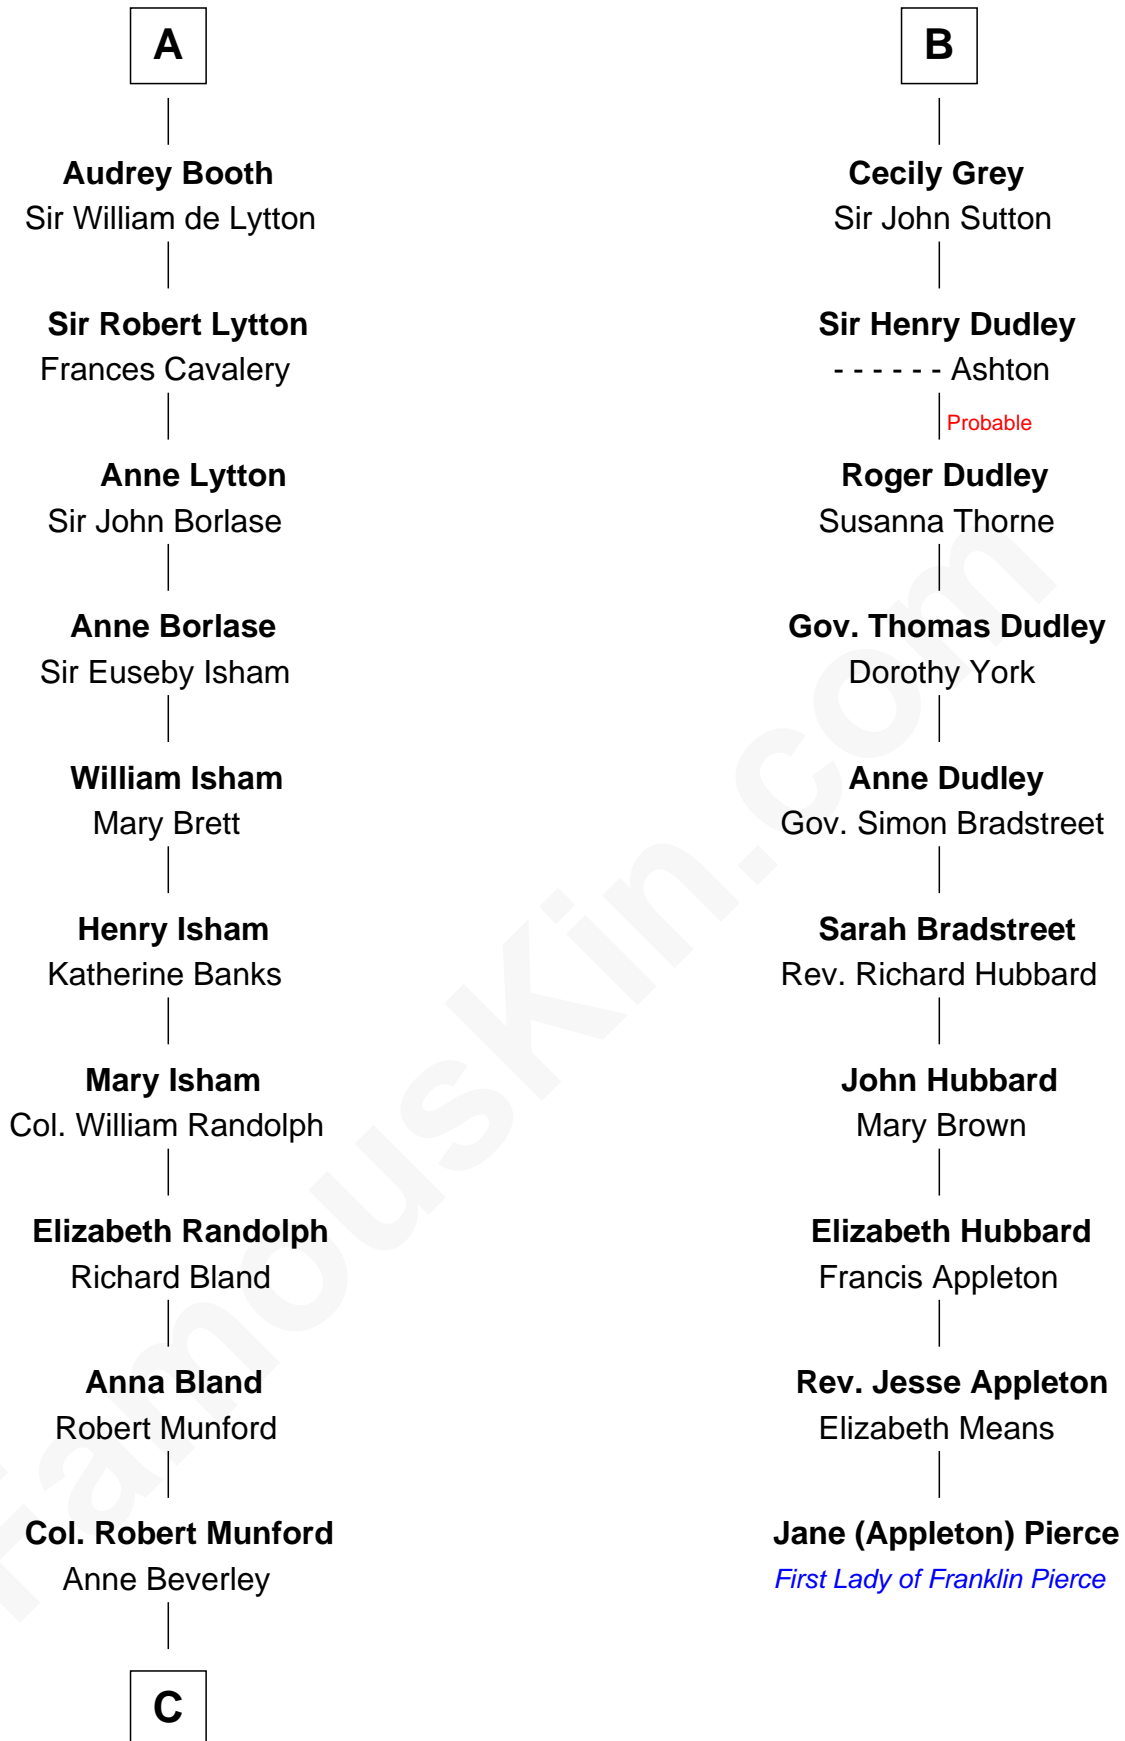 A
Audrey Booth
Sir William de Lytton
Sir Robert Lytton
Frances Cavalery
Anne Lytton
Sir John Borlase
Anne Borlase
Sir Euseby Isham
William Isham
Mary Brett
Henry Isham
Katherine Banks
Mary Isham
Col. William Randolph
Elizabeth Randolph
Richard Bland
Anna Bland
Robert Munford
Col. Robert Munford
Anne Beverley
C
B
Cecily Grey
Sir John Sutton
Sir Henry Dudley
- - - - - - Ashton
Probable
Roger Dudley
Susanna Thorne
Gov. Thomas Dudley
Dorothy York
Anne Dudley
Gov. Simon Bradstreet
Sarah Bradstreet
Rev. Richard Hubbard
John Hubbard
Mary Brown
Elizabeth Hubbard
Francis Appleton
Rev. Jesse Appleton
Elizabeth Means
Jane (Appleton) Pierce
First Lady of Franklin Pierce
FamousKin.com